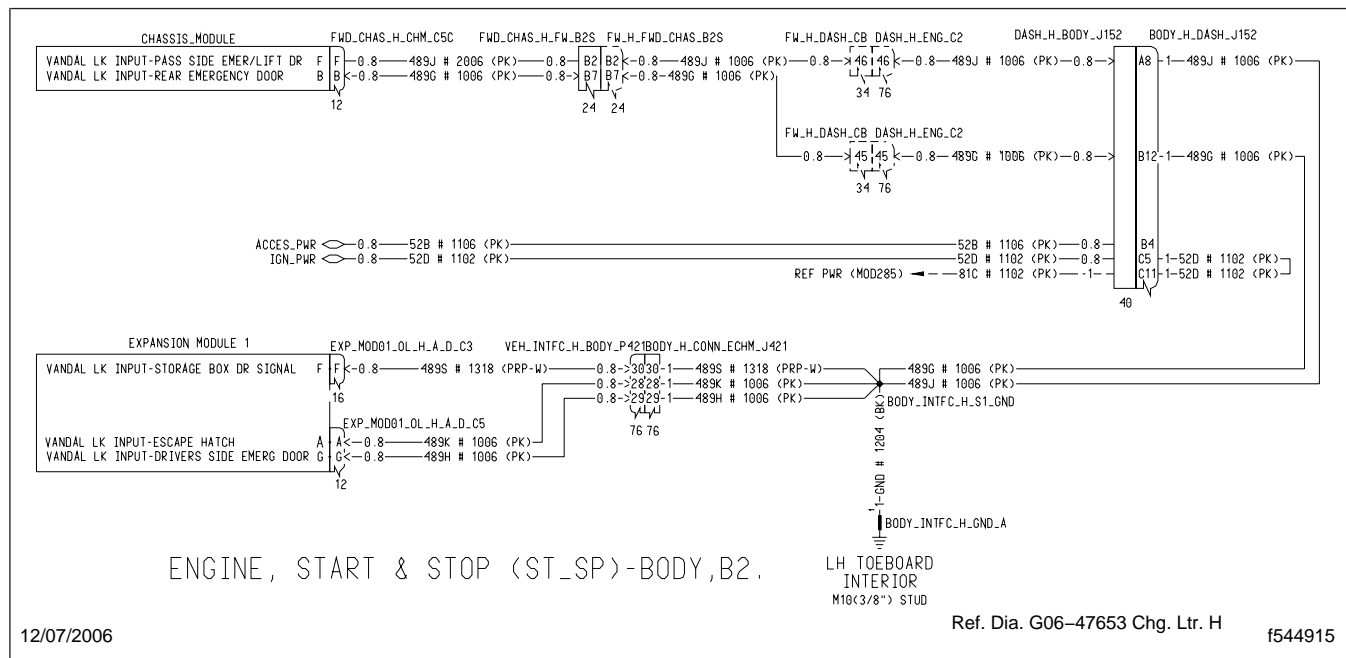 CHASSIS_MODULE FWD_CHAS_H_CHM_C5C FWD_CHAS_H_FW_B2S FW_H_FWD_CHAS_B2S FW_H_DASH_CB DASH_H_ENG_C2 DASH_H_BODY_J152 BODY_H_DASH_J152
VANDAL LK INPUT-PASS SIDE EMER/LIFT DR F F 0.8 489J # 2006 (PK) 0.8 B2 B2 0.8 489J # 1006 (PK) 0.8 46 46 0.8 489J # 1006 (PK) 0.8 A8 1 489J # 1006 (PK)
VANDAL LK INPUT-REAR EMERGENCY DOOR B B 0.8 489G # 1006 (PK) 0.8 B7 B7 0.8 489G # 1006 (PK)
12 24 24 34 76
FW_H_DASH_CB DASH_H_ENG_C2
0.8 45 45 0.8 489G # 1006 (PK) 0.8 B12 1 489G # 1006 (PK)
34 76
ACCES_PWR 0.8 52B # 1106 (PK) 52B # 1106 (PK) 0.8 B4
IGN_PWR 0.8 52D # 1102 (PK) 52D # 1102 (PK) 0.8 C5 1 52D # 1102 (PK)
REF PWR (MOD285) 81C # 1102 (PK) 1 C11 1 52D # 1102 (PK)
40
EXPANSION MODULE 1 EXP_MOD01_OL_H_A_D_C3 VEH_INTFC_H_BODY_P421 BODY_H_CONN_ECHM_J421
VANDAL LK INPUT-STORAGE BOX DR SIGNAL F F 0.8 489S # 1318 (PRP-W) 0.8 30 30 1 489S # 1318 (PRP-W) 489G # 1006 (PK)
0.8 28 28 1 489K # 1006 (PK) 489J # 1006 (PK)
16 0.8 29 29 1 489H # 1006 (PK) BODY_INTFC_H_S1_GND
EXP_MOD01_OL_H_A_D_C5 76 76
VANDAL LK INPUT-ESCAPE HATCH A A 0.8 489K # 1006 (PK)
VANDAL LK INPUT-DRIVERS SIDE EMERG DOOR G G 0.8 489H # 1006 (PK)
12
1 1-GND # 1204 (BK)
BODY_INTFC_H_GND_A
ENGINE, START & STOP (ST_SP)-BODY,B2.
LH TOEBOARD
INTERIOR
M10(3/8") STUD
12/07/2006 Ref. Dia. G06–47653 Chg. Ltr. H f544915